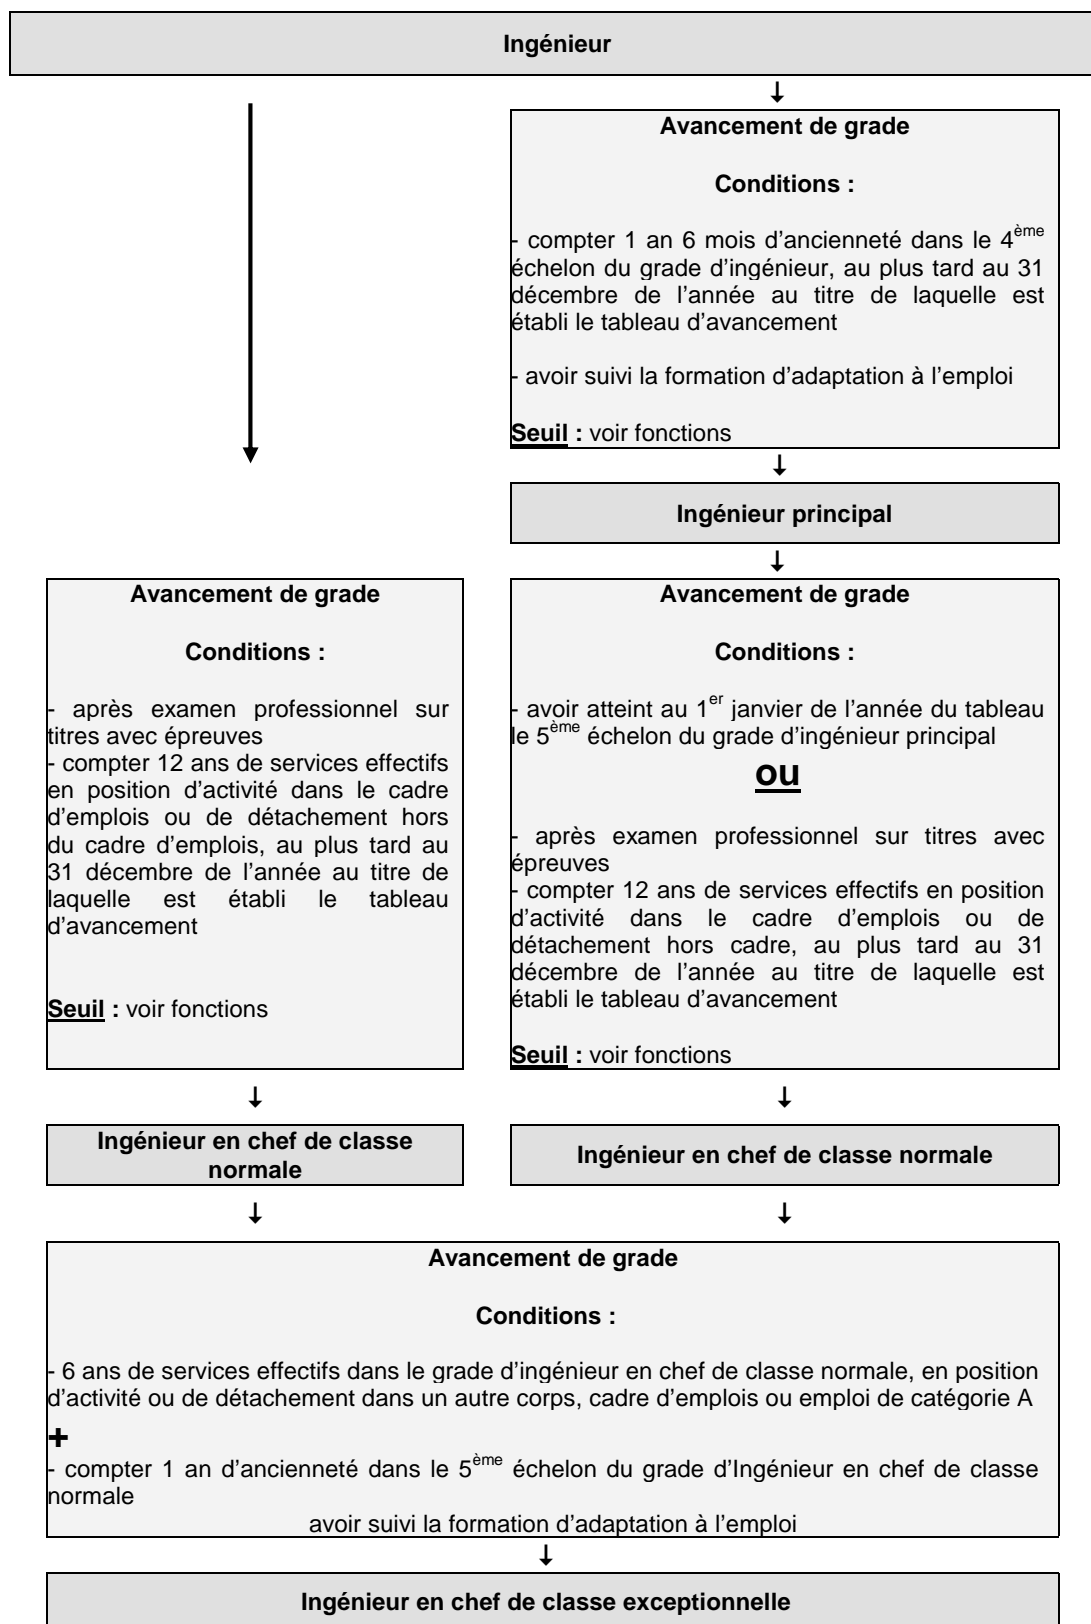 Ingénieur
↓
Avancement de grade
Conditions :
- compter 1 an 6 mois d'ancienneté dans le 4ème
échelon du grade d'ingénieur, au plus tard au 31
décembre de l'année au titre de laquelle est
établi le tableau d'avancement
- avoir suivi la formation d'adaptation à l'emploi
Seuil : voir fonctions
↓
Ingénieur principal
↓
Avancement de grade
Conditions :
- après examen professionnel sur
titres avec épreuves
- compter 12 ans de services effectifs
en position d'activité dans le cadre
d'emplois ou de détachement hors
du cadre d'emplois, au plus tard au
31 décembre de l'année au titre de
laquelle est établi le tableau
d'avancement
Seuil : voir fonctions
Avancement de grade
Conditions :
- avoir atteint au 1er janvier de l'année du tableau
le 5ème échelon du grade d'ingénieur principal
ou
- après examen professionnel sur titres avec
épreuves
- compter 12 ans de services effectifs en position
d'activité dans le cadre d'emplois ou de
détachement hors cadre, au plus tard au 31
décembre de l'année au titre de laquelle est
établi le tableau d'avancement
Seuil : voir fonctions
↓
↓
Ingénieur en chef de classe
normale
Ingénieur en chef de classe normale
↓
↓
Avancement de grade
Conditions :
- 6 ans de services effectifs dans le grade d'ingénieur en chef de classe normale, en position
d'activité ou de détachement dans un autre corps, cadre d'emplois ou emploi de catégorie A
+
- compter 1 an d'ancienneté dans le 5ème échelon du grade d'Ingénieur en chef de classe
normale
avoir suivi la formation d'adaptation à l'emploi
↓
Ingénieur en chef de classe exceptionnelle